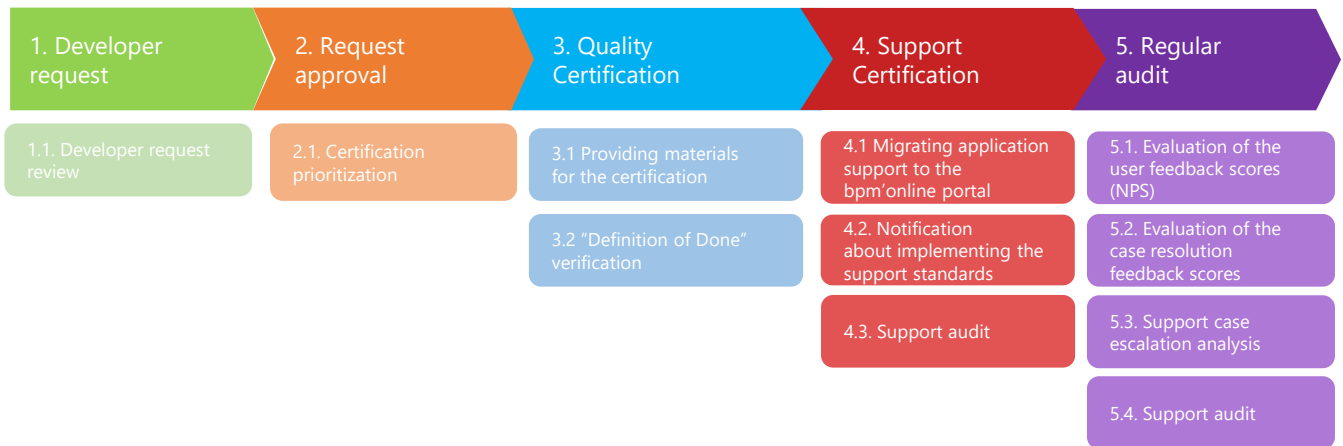 1. Developer
request
2. Request
approval
3. Quality
Certification
4. Support
Certification
5. Regular
audit
1.1. Developer request
review
2.1. Certification
prioritization
3.1 Providing materials
for the certification
3.2 “Definition of Done“
verification
4.1 Migrating application
support to the
bpm’online portal
4.2. Notification
about implementing the
support standards
4.3. Support audit
5.1. Evaluation of the
user feedback scores
(NPS)
5.2. Evaluation of the
case resolution
feedback scores
5.3. Support case
escalation analysis
5.4. Support audit